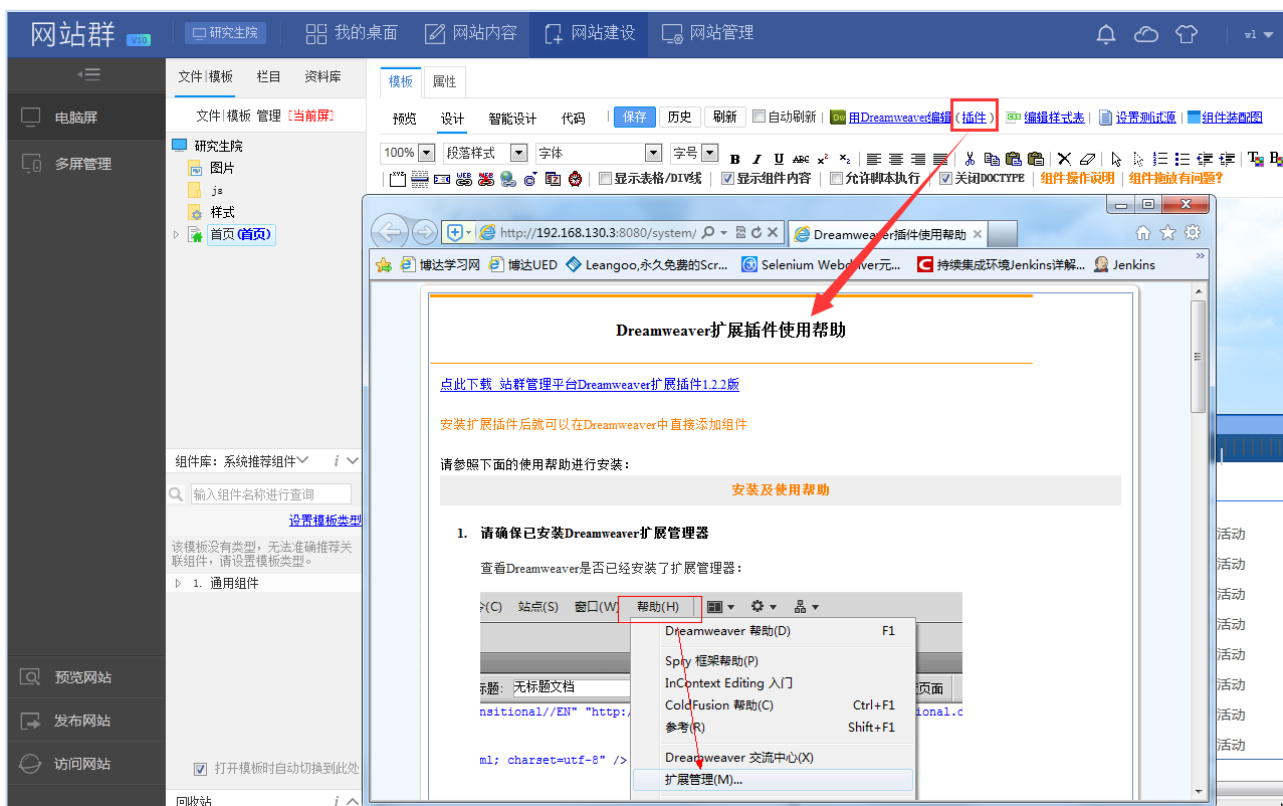 网站群 V10 研究生院 我的桌面 网站内容 网站建设 网站管理 wl
文件|模板 栏目 资料库
模板 属性
电脑屏
多屏管理
文件|模板 管理 [当前屏]
研究生院
图片
js
样式
首页(首页)
预览 设计 智能设计 代码 保存 历史 刷新 自动刷新 用Dreamweaver编辑(插件) 编辑样式表 设置测试源 组件装配图
100% 段落样式 字体 字号 B I U ABC x² x₂
显示表格/DIV线 显示组件内容 允许脚本执行 关闭DOCTYPE 组件操作说明 组件拖放有问题?
http://192.168.130.3:8080/system/ Dreamweaver插件使用帮助
博达学习网 博达UED Leangoo,永久免费的Scr... Selenium Webdriver元... 持续集成环境Jenkins详解... Jenkins
Dreamweaver扩展插件使用帮助
点此下载 站群管理平台Dreamweaver扩展插件1.2.2版
安装扩展插件后就可以在Dreamweaver中直接添加组件
请参照下面的使用帮助进行安装:
安装及使用帮助
1. 请确保已安装Dreamweaver扩展管理器
查看Dreamweaver是否已经安装了扩展管理器:
(C) 站点(S) 窗口(W) 帮助(H)
Dreamweaver 帮助(D) F1
Spry 框架帮助(P)
InContext Editing 入门
ColdFusion 帮助(C) Ctrl+F1
参考(R) Shift+F1
Dreamweaver 交流中心(X)
扩展管理(M)...
标题: 无标题文档
页面
nsitional//EN" "http:/
ional.c
ml; charset=utf-8" />
组件库: 系统推荐组件
输入组件名称进行查询
设置模板类型
该模板没有类型,无法准确推荐关
联组件,请设置模板类型。
1. 通用组件
打开模板时自动切换到此处
回收站
预览网站
发布网站
访问网站
活动
活动
活动
活动
活动
活动
活动
活动